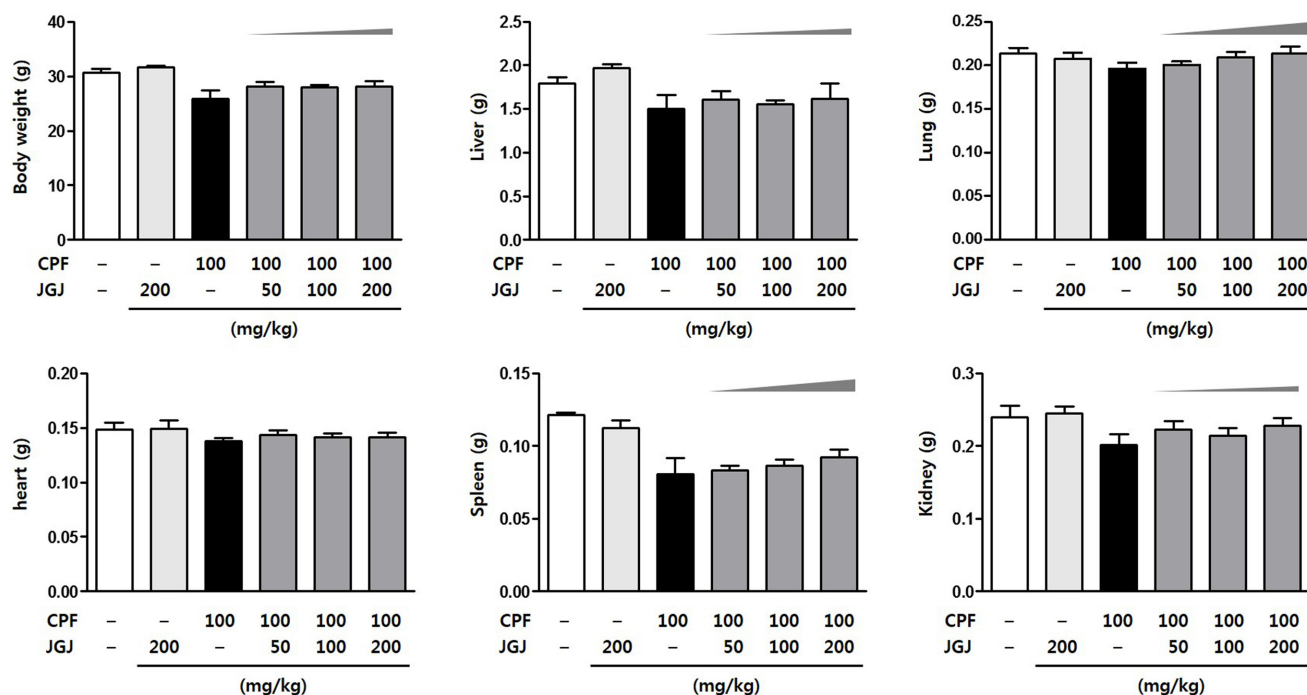 Body weight (g)
40
30
20
10
0
CPF – – 100 100 100 100
JGJ – 200 – 50 100 200
(mg/kg)
Liver (g)
2.5
2.0
1.5
1.0
0.5
0.0
CPF – – 100 100 100 100
JGJ – 200 – 50 100 200
(mg/kg)
Lung (g)
0.25
0.20
0.15
0.10
0.05
0.00
CPF – – 100 100 100 100
JGJ – 200 – 50 100 200
(mg/kg)
heart (g)
0.20
0.15
0.10
0.05
0.00
CPF – – 100 100 100 100
JGJ – 200 – 50 100 200
(mg/kg)
Spleen (g)
0.15
0.10
0.05
0.00
CPF – – 100 100 100 100
JGJ – 200 – 50 100 200
(mg/kg)
Kidney (g)
0.3
0.2
0.1
0.0
CPF – – 100 100 100 100
JGJ – 200 – 50 100 200
(mg/kg)